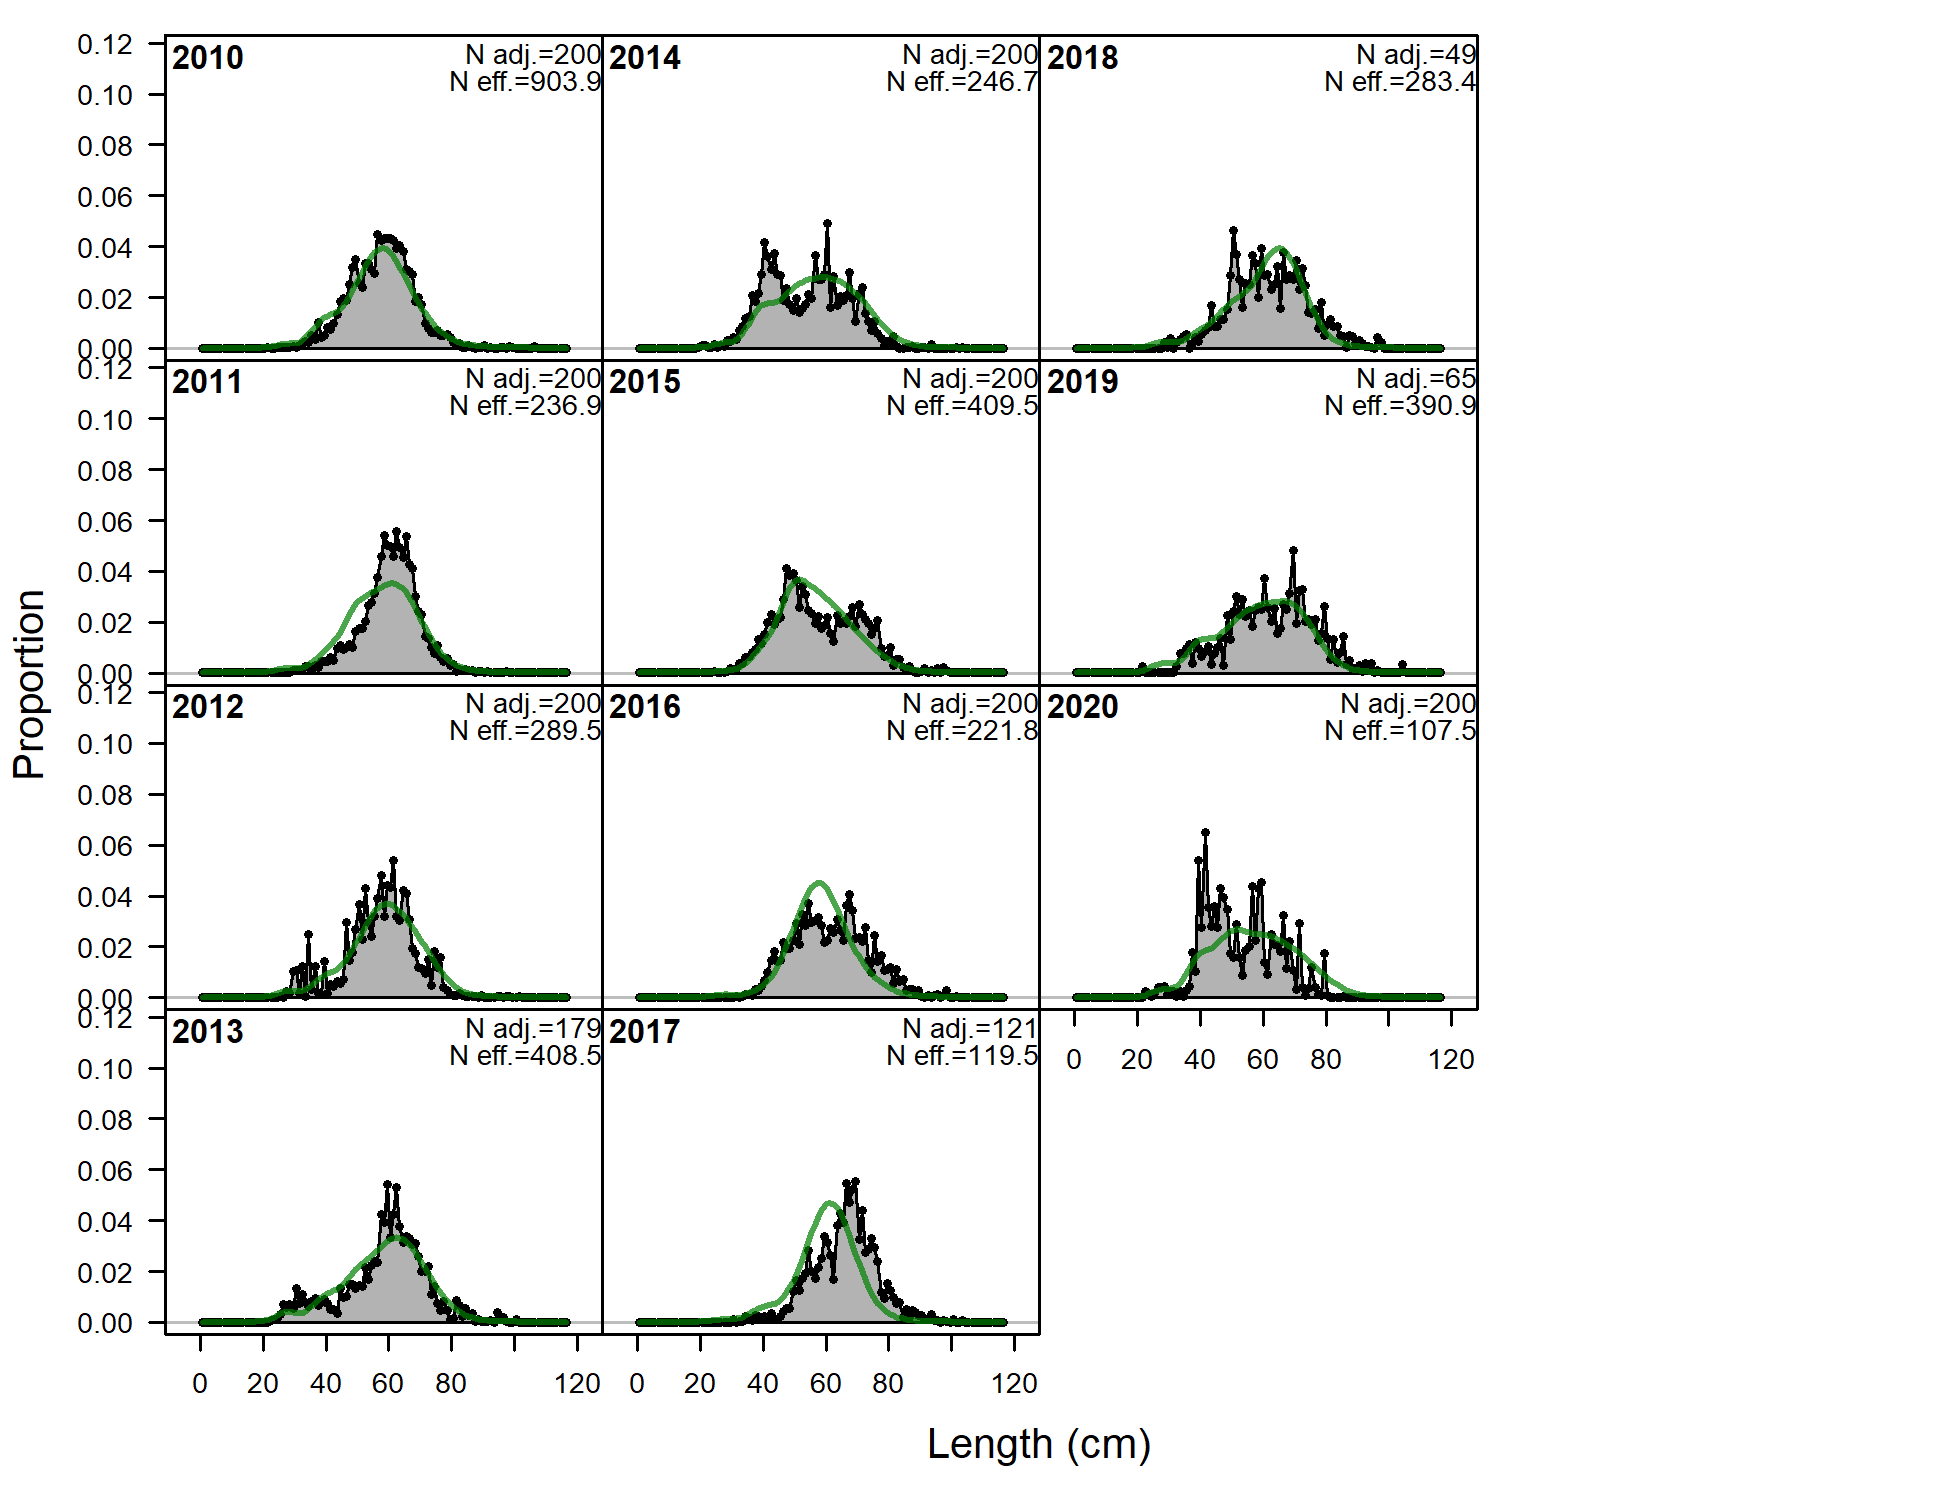 Proportion
0.12
0.10
0.08
0.06
0.04
0.02
0.00
2010
N adj.=200
N eff.=903.9
2014
N adj.=200
N eff.=246.7
2018
N adj.=49
N eff.=283.4
0.12
0.10
0.08
0.06
0.04
0.02
0.00
2011
N adj.=200
N eff.=236.9
2015
N adj.=200
N eff.=409.5
2019
N adj.=65
N eff.=390.9
0.12
0.10
0.08
0.06
0.04
0.02
0.00
2012
N adj.=200
N eff.=289.5
2016
N adj.=200
N eff.=221.8
2020
N adj.=200
N eff.=107.5
0 20 40 60 80 120
0.12
0.10
0.08
0.06
0.04
0.02
0.00
2013
N adj.=179
N eff.=408.5
2017
N adj.=121
N eff.=119.5
0 20 40 60 80 120
0 20 40 60 80 120
Length (cm)